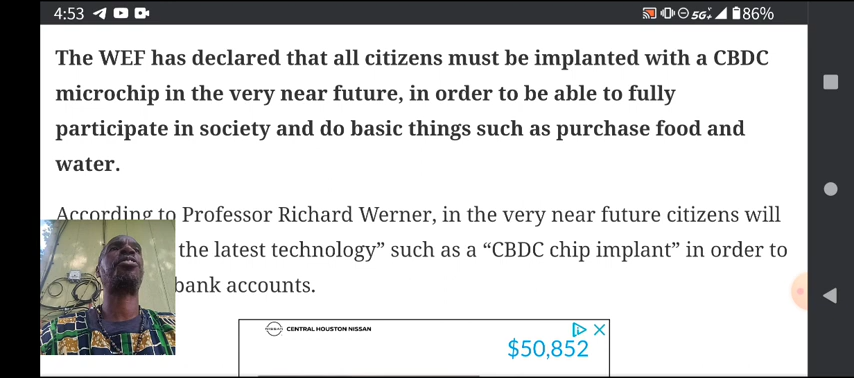 4:53
5G+ 86%
The WEF has declared that all citizens must be implanted with a CBDC
microchip in the very near future, in order to be able to fully
participate in society and do basic things such as purchase food and
water.
According to Professor Richard Werner, in the very near future citizens will
the latest technology” such as a “CBDC chip implant” in order to
bank accounts.
NISSAN CENTRAL HOUSTON NISSAN
$50,852